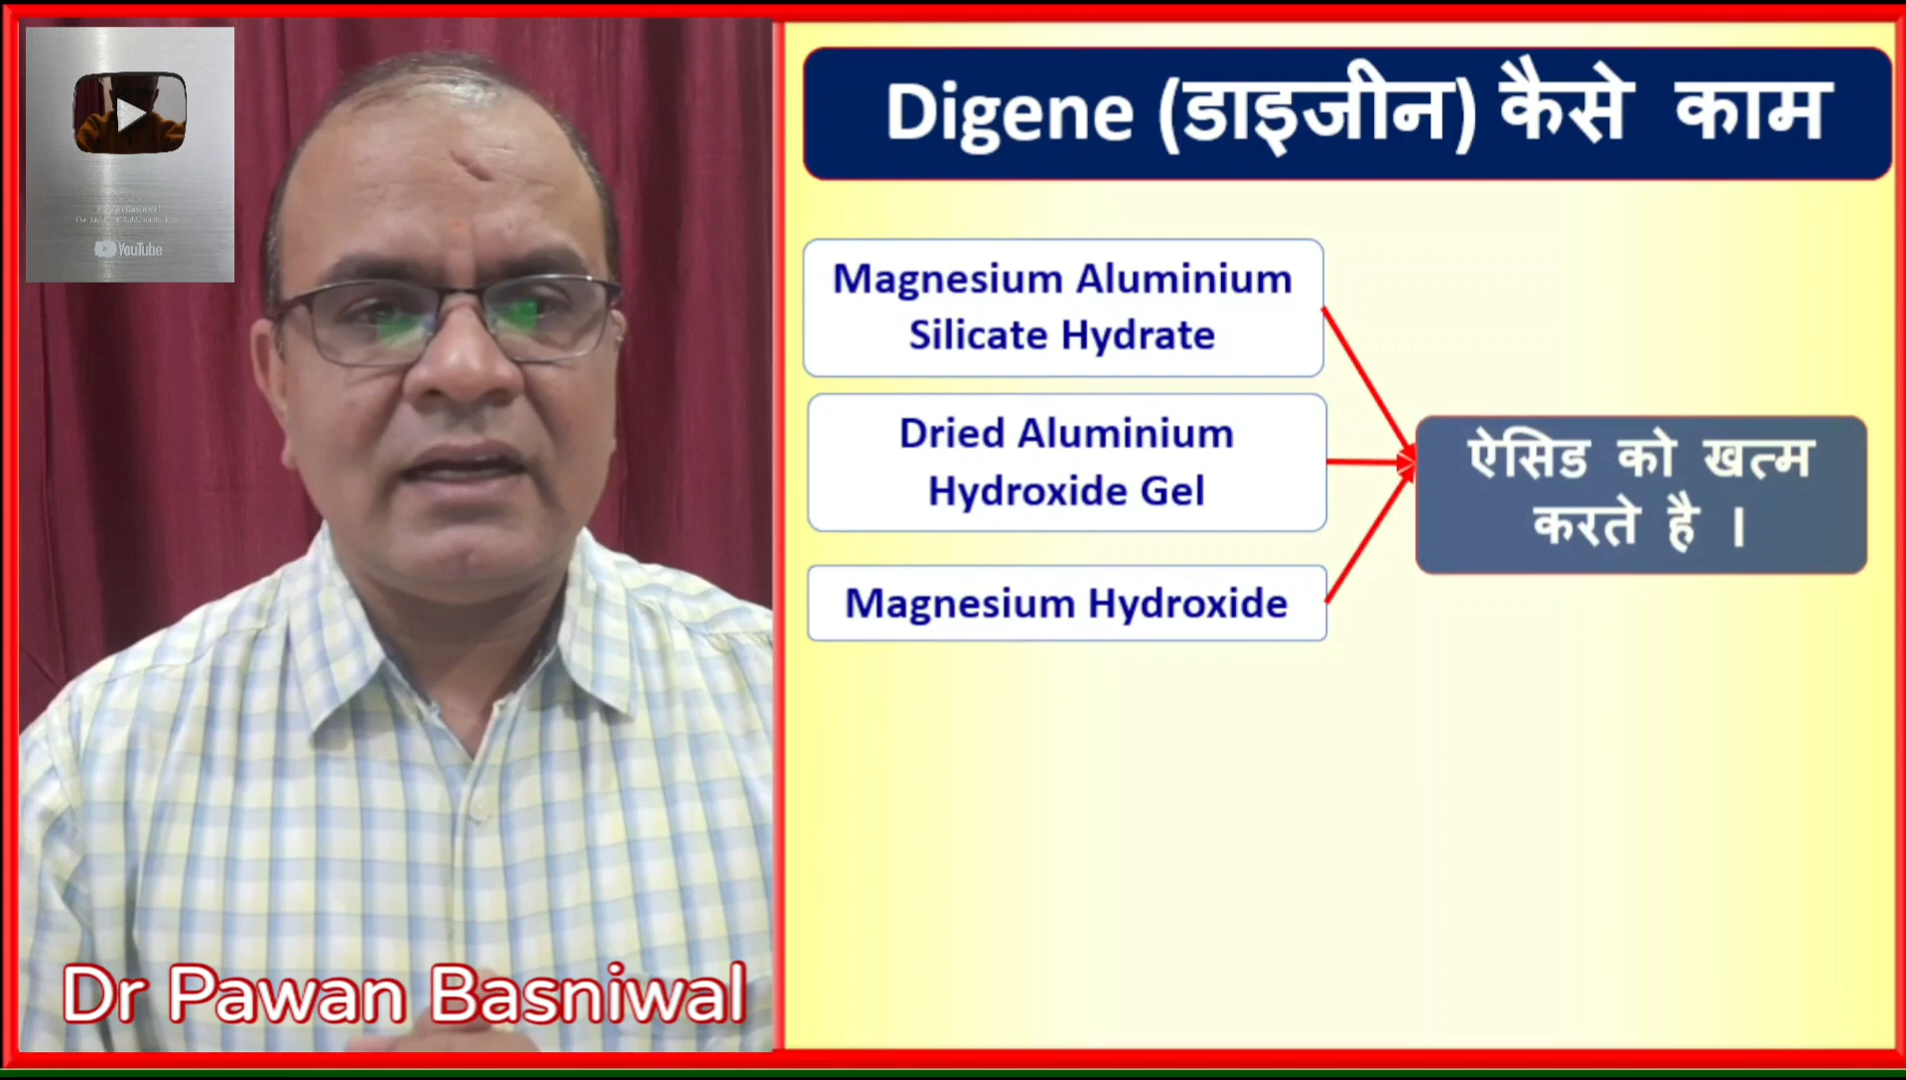 YouTube
Digene (डाइजीन) कैसे काम
Magnesium Aluminium
Silicate Hydrate
Dried Aluminium
Hydroxide Gel
Magnesium Hydroxide
ऐसिड को खत्म
करते है ।
Dr Pawan Basniwal